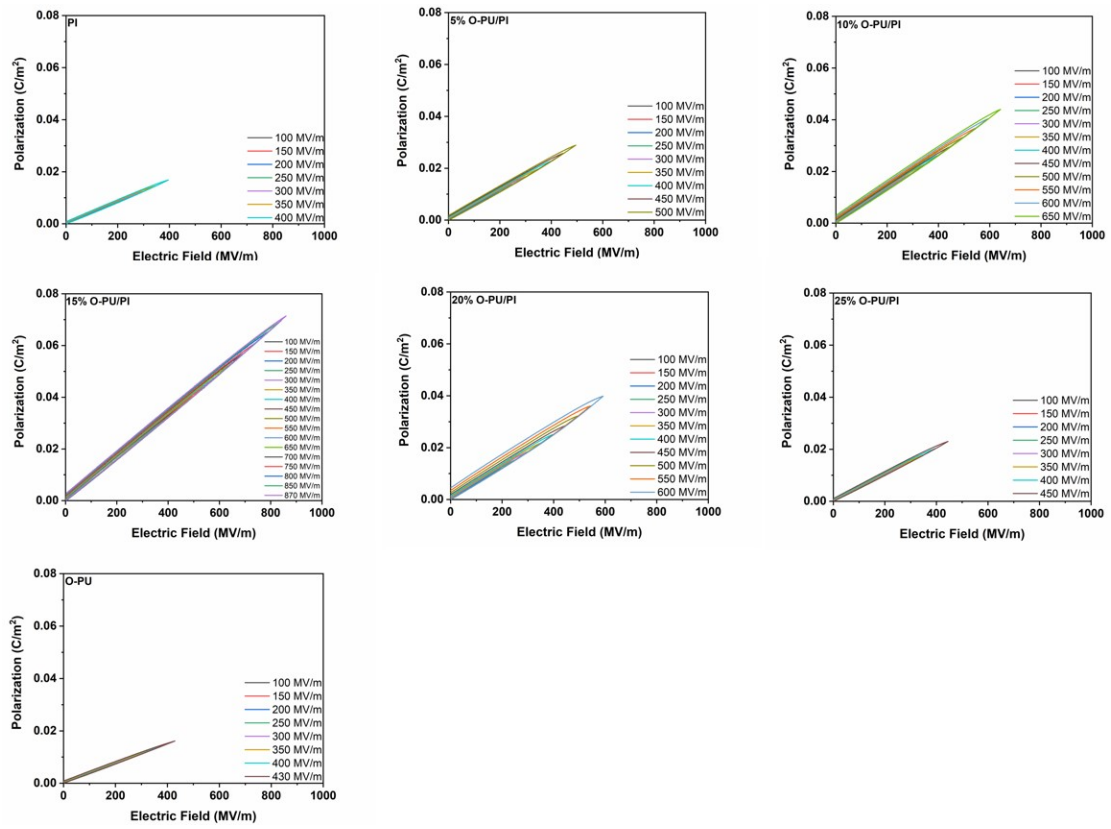 PI
0.08
0.06
0.04
0.02
0.00
Polarization (C/m²)
100 MV/m
150 MV/m
200 MV/m
250 MV/m
300 MV/m
350 MV/m
400 MV/m
0 200 400 600 800 1000
Electric Field (MV/m)
5% O-PU/PI
0.08
0.06
0.04
0.02
0.00
Polarization (C/m²)
100 MV/m
150 MV/m
200 MV/m
250 MV/m
300 MV/m
350 MV/m
400 MV/m
450 MV/m
500 MV/m
0 200 400 600 800 1000
Electric Field (MV/m)
10% O-PU/PI
0.08
0.06
0.04
0.02
0.00
Polarization (C/m²)
100 MV/m
150 MV/m
200 MV/m
250 MV/m
300 MV/m
350 MV/m
400 MV/m
450 MV/m
500 MV/m
550 MV/m
600 MV/m
650 MV/m
0 200 400 600 800 1000
Electric Field (MV/m)
15% O-PU/PI
0.08
0.06
0.04
0.02
0.00
Polarization (C/m²)
100 MV/m
150 MV/m
200 MV/m
250 MV/m
300 MV/m
350 MV/m
400 MV/m
450 MV/m
500 MV/m
550 MV/m
600 MV/m
650 MV/m
700 MV/m
750 MV/m
800 MV/m
850 MV/m
870 MV/m
0 200 400 600 800 1000
Electric Field (MV/m)
20% O-PU/PI
0.08
0.06
0.04
0.02
0.00
Polarization (C/m²)
100 MV/m
150 MV/m
200 MV/m
250 MV/m
300 MV/m
350 MV/m
400 MV/m
450 MV/m
500 MV/m
550 MV/m
600 MV/m
0 200 400 600 800 1000
Electric Field (MV/m)
25% O-PU/PI
0.08
0.06
0.04
0.02
0.00
Polarization (C/m²)
100 MV/m
150 MV/m
200 MV/m
250 MV/m
300 MV/m
350 MV/m
400 MV/m
450 MV/m
0 200 400 600 800 1000
Electric Field (MV/m)
O-PU
0.08
0.06
0.04
0.02
0.00
Polarization (C/m²)
100 MV/m
150 MV/m
200 MV/m
250 MV/m
300 MV/m
350 MV/m
400 MV/m
430 MV/m
0 200 400 600 800 1000
Electric Field (MV/m)